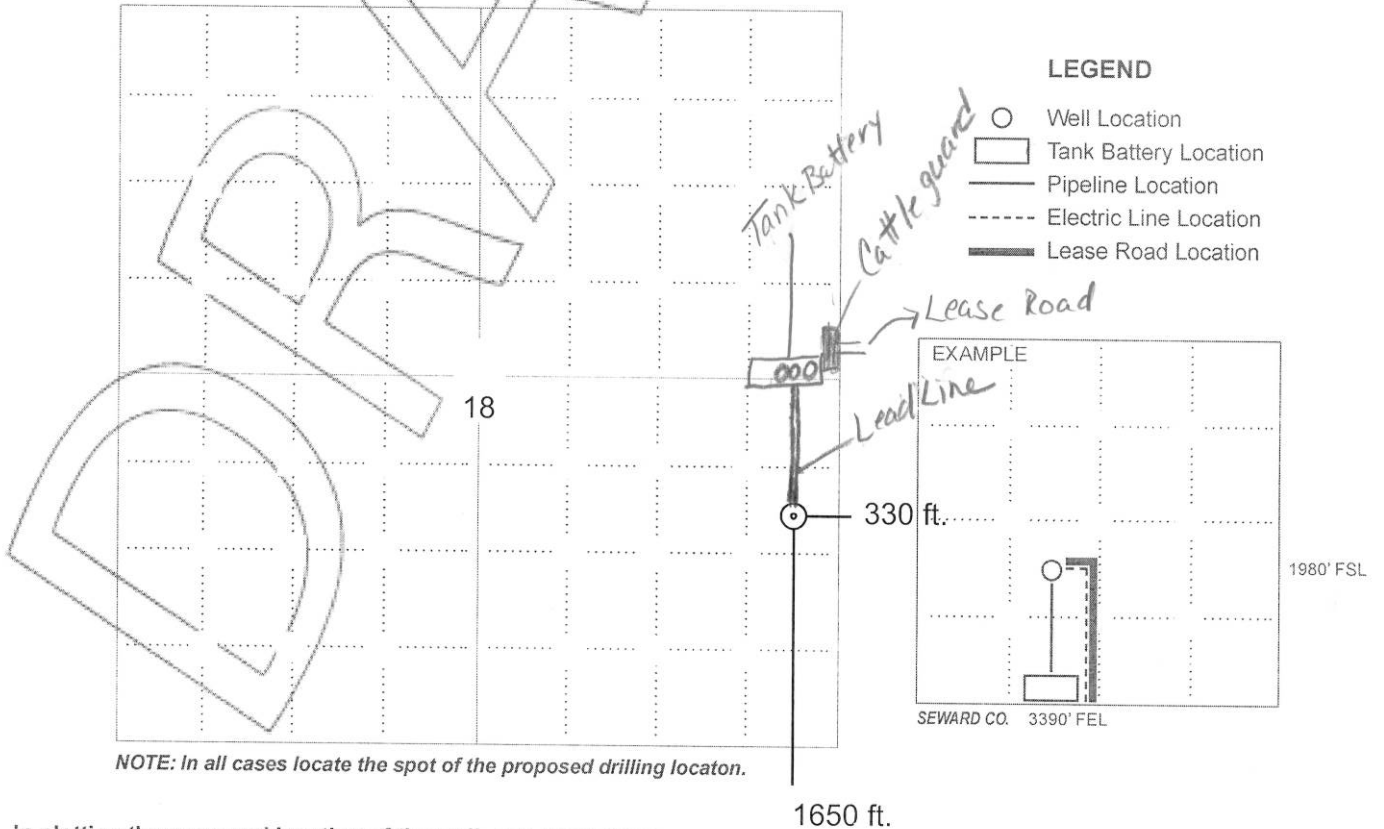 LEGEND
Well Location
Tank Battery Location
Pipeline Location
Electric Line Location
Lease Road Location
Tank Battery
Cattle guard
Lease Road
Lead Line
18
330 ft.
1650 ft.
EXAMPLE
1980' FSL
SEWARD CO. 3390' FEL
NOTE: In all cases locate the spot of the proposed drilling locaton.